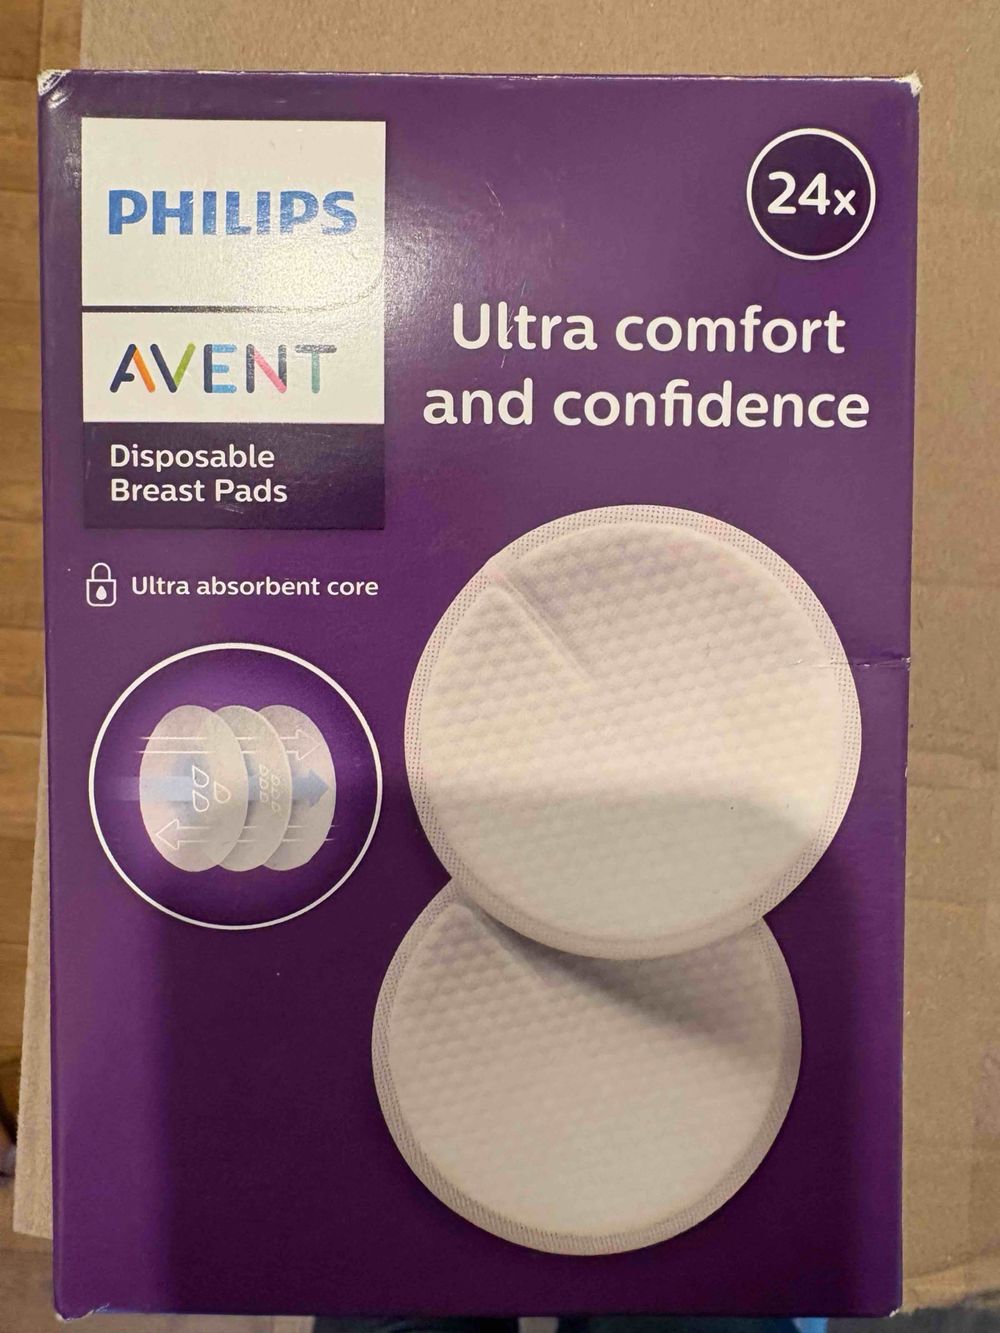 PHILIPS
AVENT
Disposable
Breast Pads
24x
Ultra comfort
and confidence
Ultra absorbent core